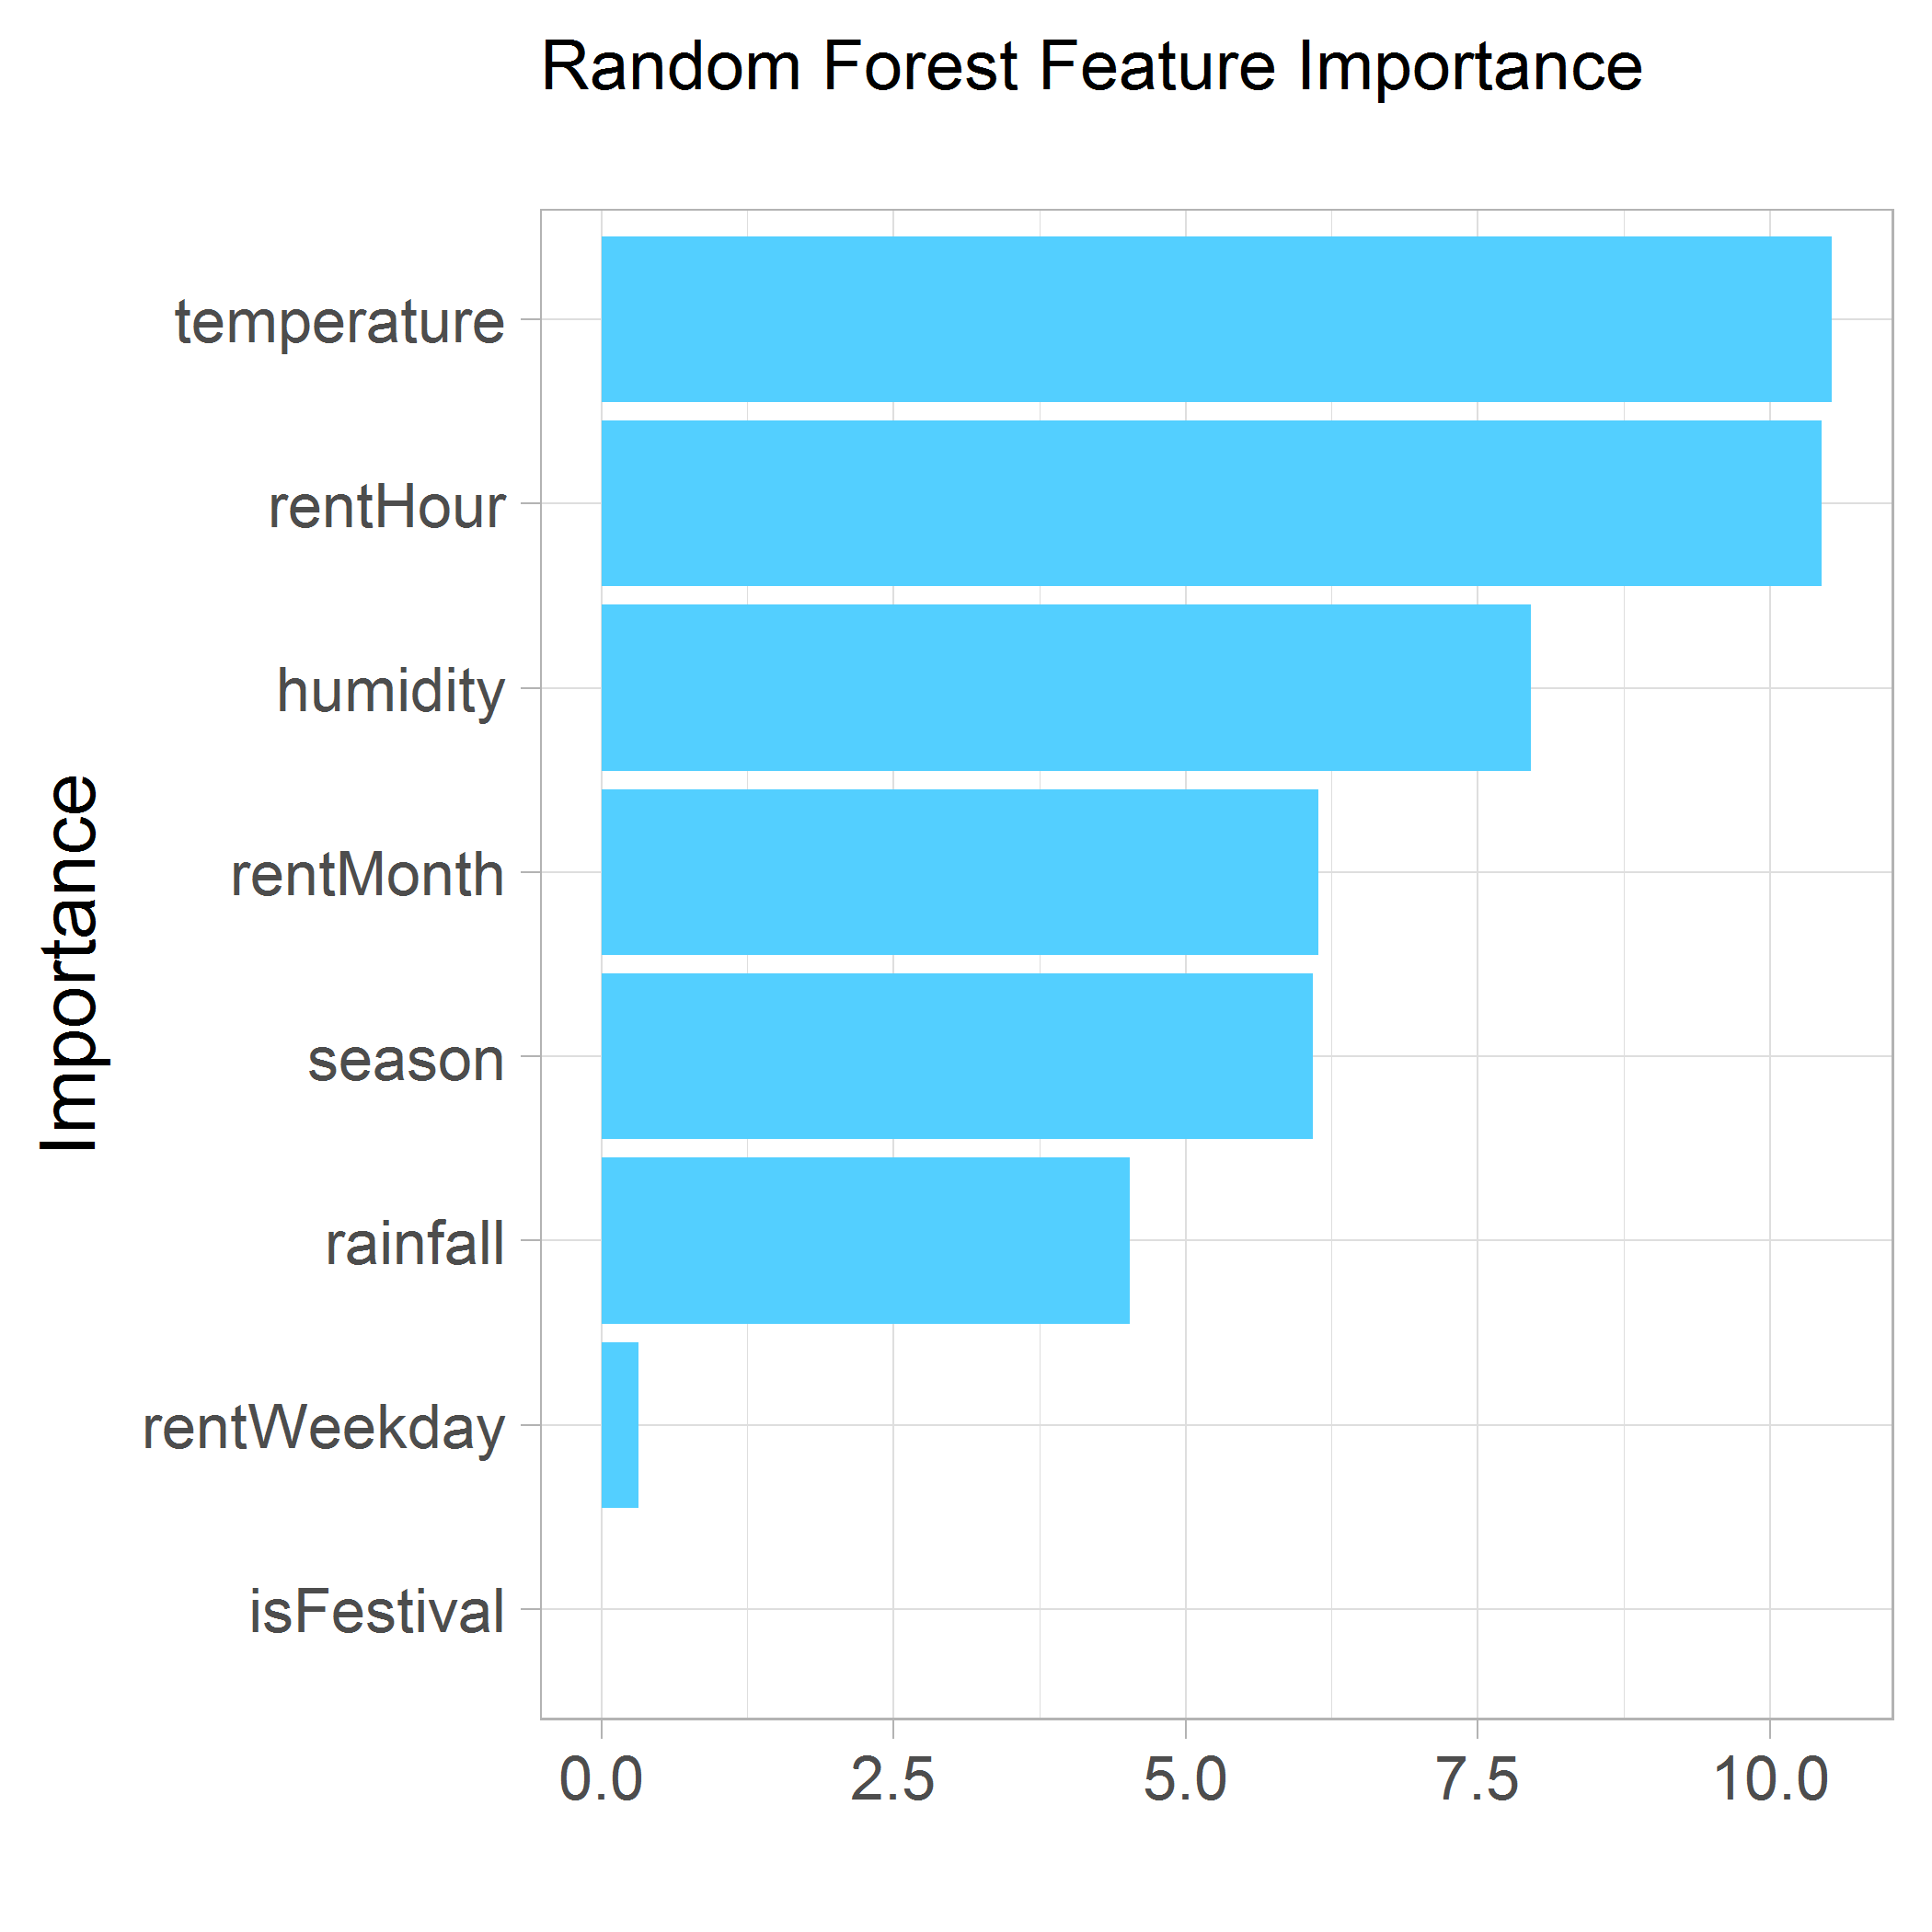 Random Forest Feature Importance
Importance
temperature
rentHour
humidity
rentMonth
season
rainfall
rentWeekday
isFestival
0.0 2.5 5.0 7.5 10.0